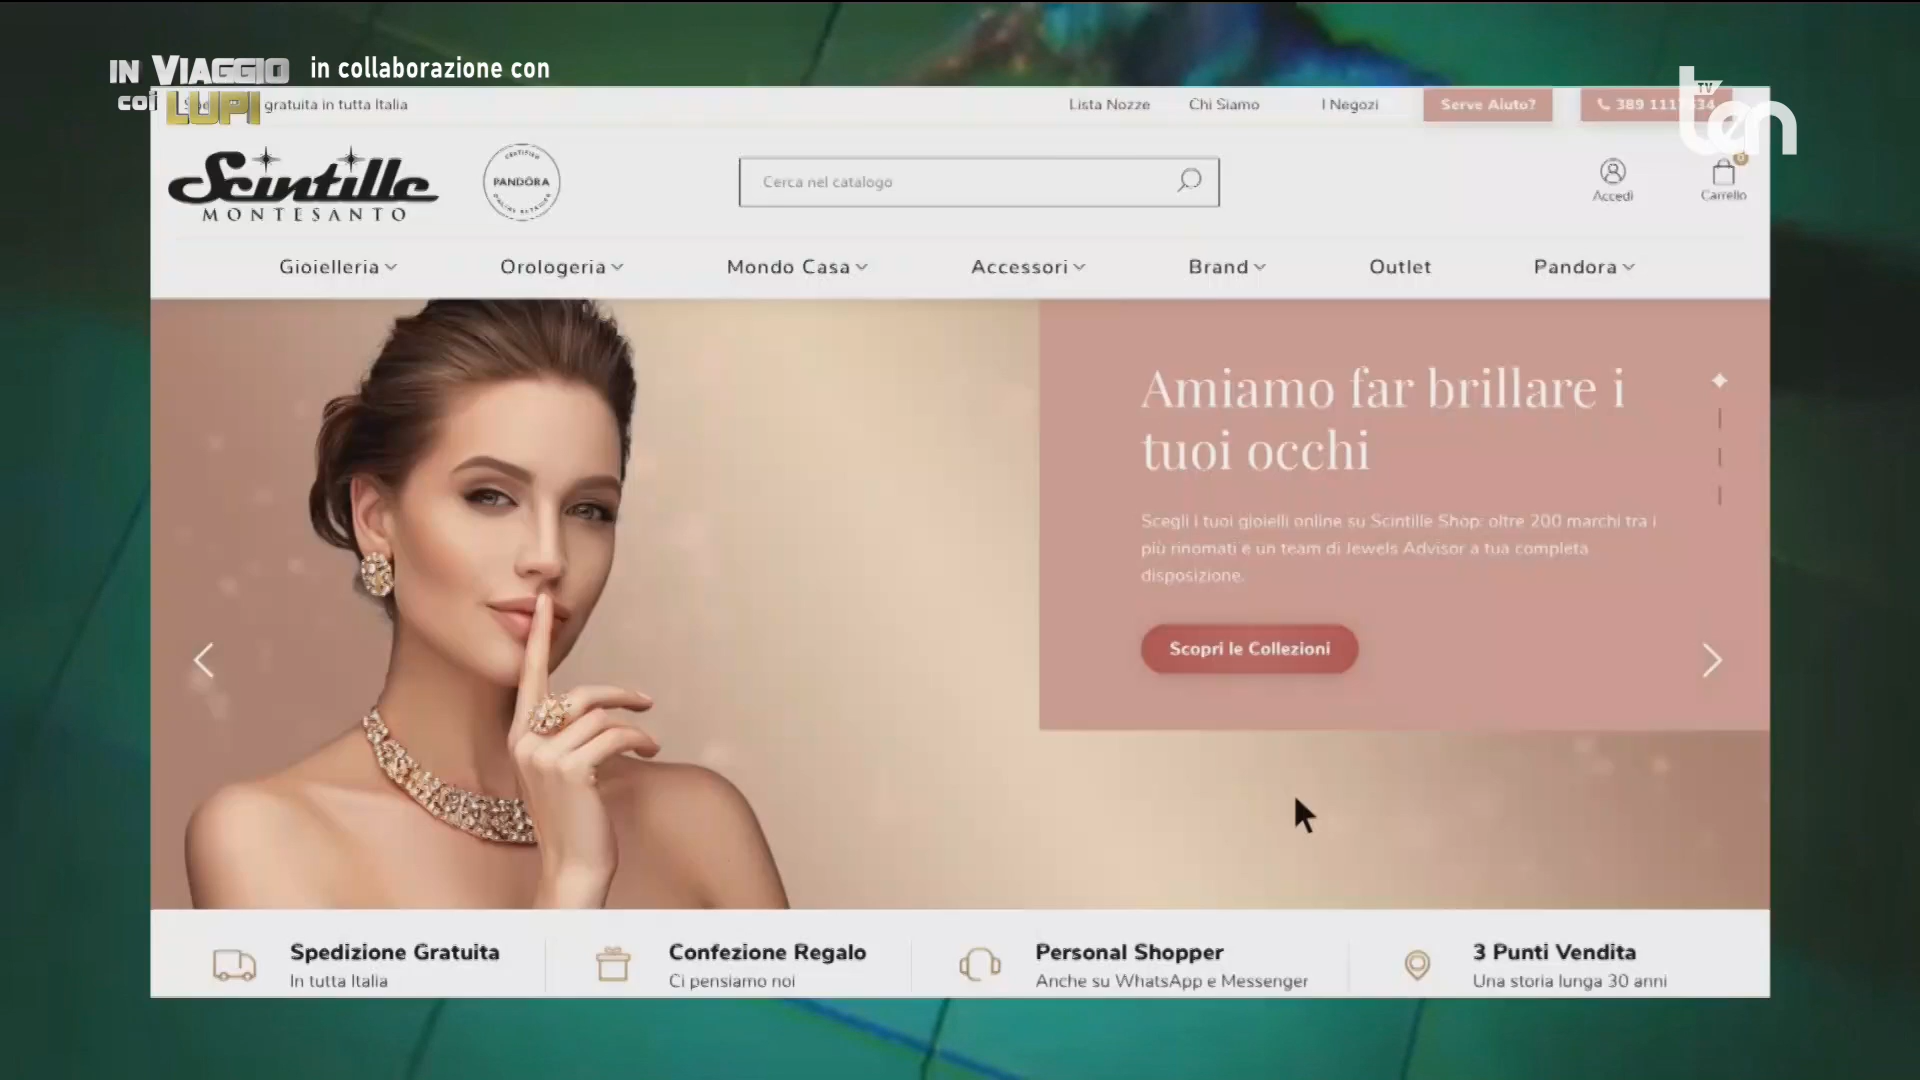 IN VIAGGIO
COI LUPI
in collaborazione con
TV
ten
gratuita in tutta Italia
Lista Nozze
Chi Siamo
I Negozi
Serve Aiuto?
Scintille
MONTESANTO
CERTIFIED
PANDÖRA
ONLINE RETAILER
Cerca nel catalogo
Accedi
0
Carrello
Gioielleria
Orologeria
Mondo Casa
Accessori
Brand
Outlet
Pandora
Amiamo far brillare i
tuoi occhi
Scegli i tuoi gioielli online su Scintille Shop: oltre 200 marchi tra i
più rinomati e un team di Jewels Advisor a tua completa
disposizione.
Scopri le Collezioni
Spedizione Gratuita
In tutta Italia
Confezione Regalo
Ci pensiamo noi
Personal Shopper
Anche su WhatsApp e Messenger
3 Punti Vendita
Una storia lunga 30 anni